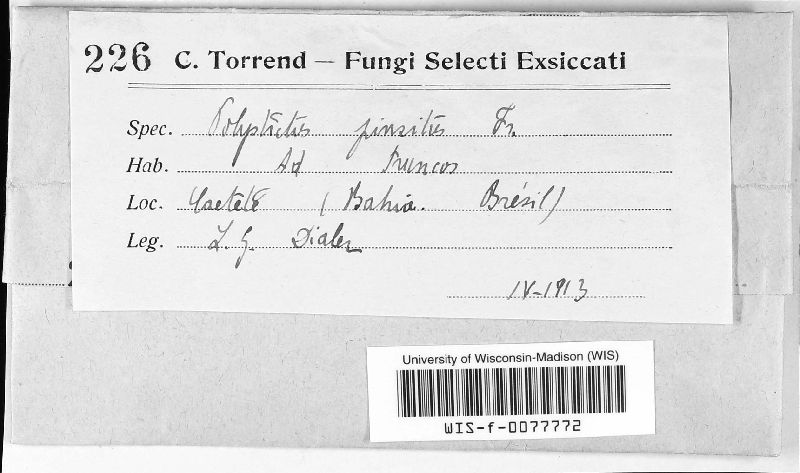 226 C. Torrend — Fungi Selecti Exsiccati
Spec. Polystictus pinsitus Fr.
Hab. Ad truncos
Loc. Caeteté (Bahia. Brésil)
Leg. L. G. Dialer
IV-1913
University of Wisconsin-Madison (WIS)
WIS-f-0077772